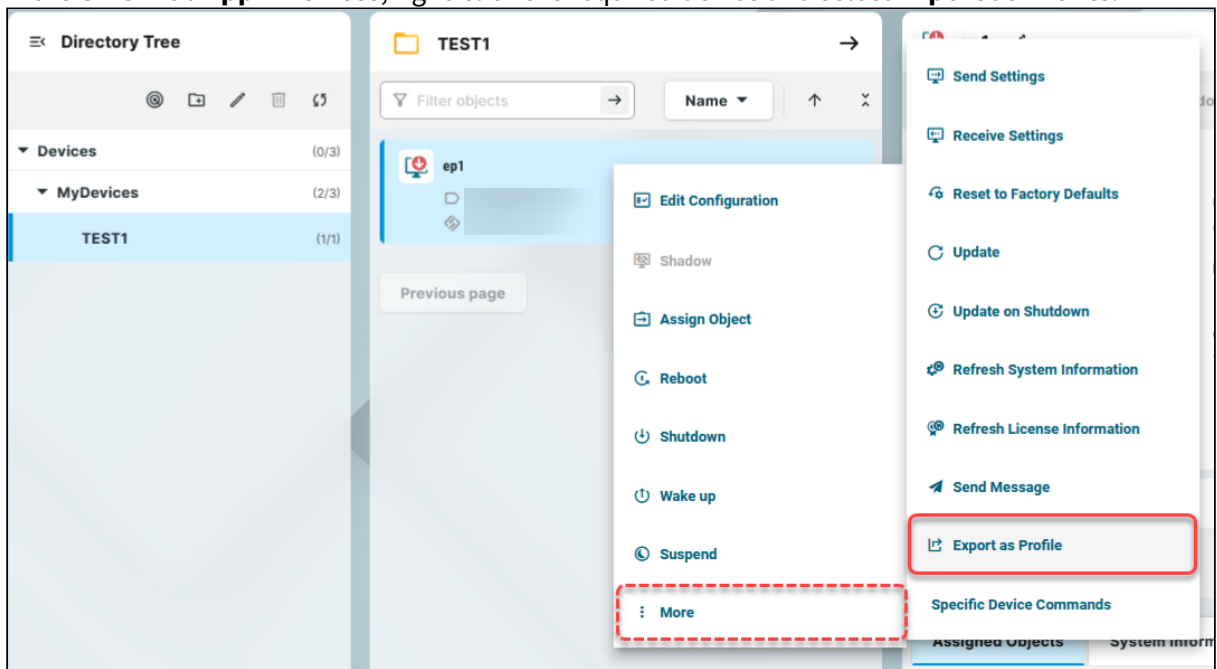 Directory Tree
Devices (0/3)
MyDevices (2/3)
TEST1 (1/1)
TEST1
Filter objects
Name
ep1
Previous page
Edit Configuration
Shadow
Assign Object
Reboot
Shutdown
Wake up
Suspend
More
Send Settings
Receive Settings
Reset to Factory Defaults
Update
Update on Shutdown
Refresh System Information
Refresh License Information
Send Message
Export as Profile
Specific Device Commands
Assigned Objects System Inform